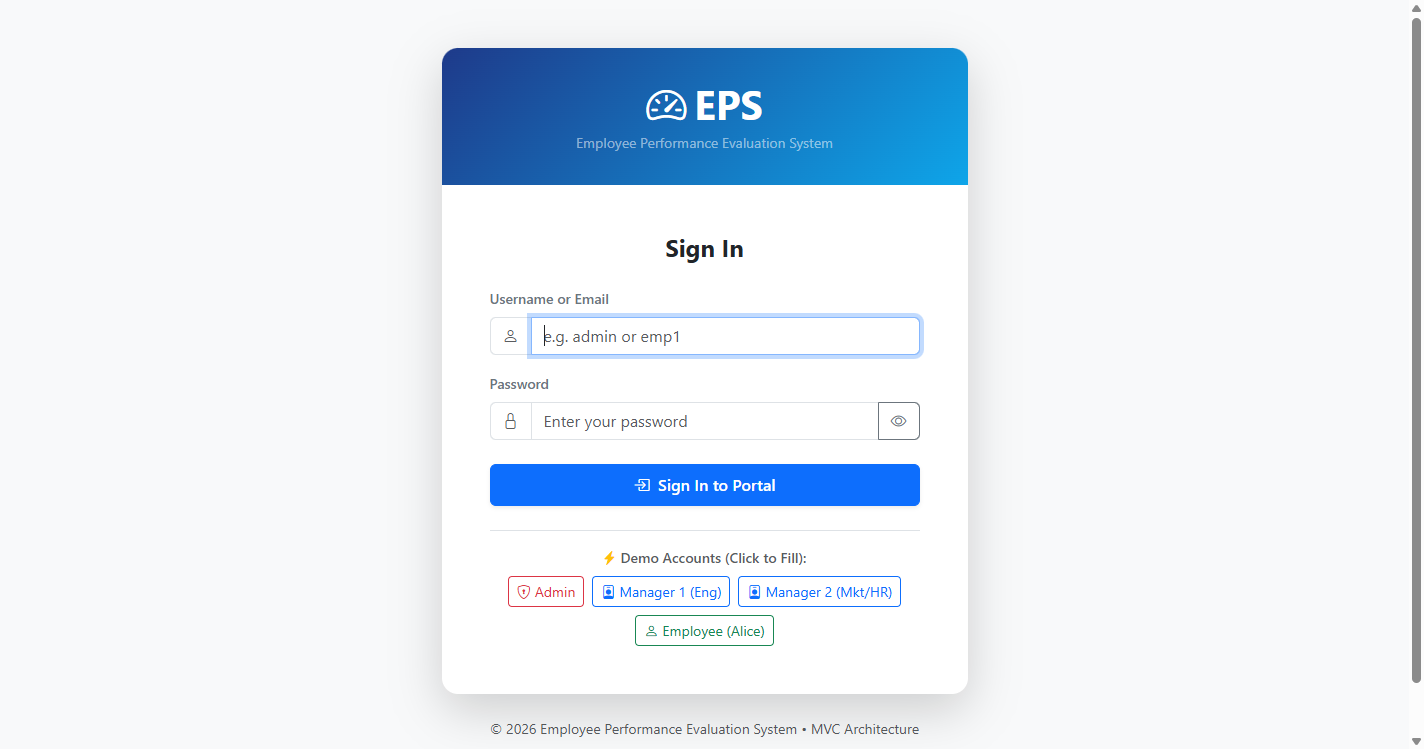 EPS
Employee Performance Evaluation System
Sign In
Username or Email
e.g. admin or emp1
Password
Enter your password
Sign In to Portal
Demo Accounts (Click to Fill):
Admin
Manager 1 (Eng)
Manager 2 (Mkt/HR)
Employee (Alice)
© 2026 Employee Performance Evaluation System • MVC Architecture